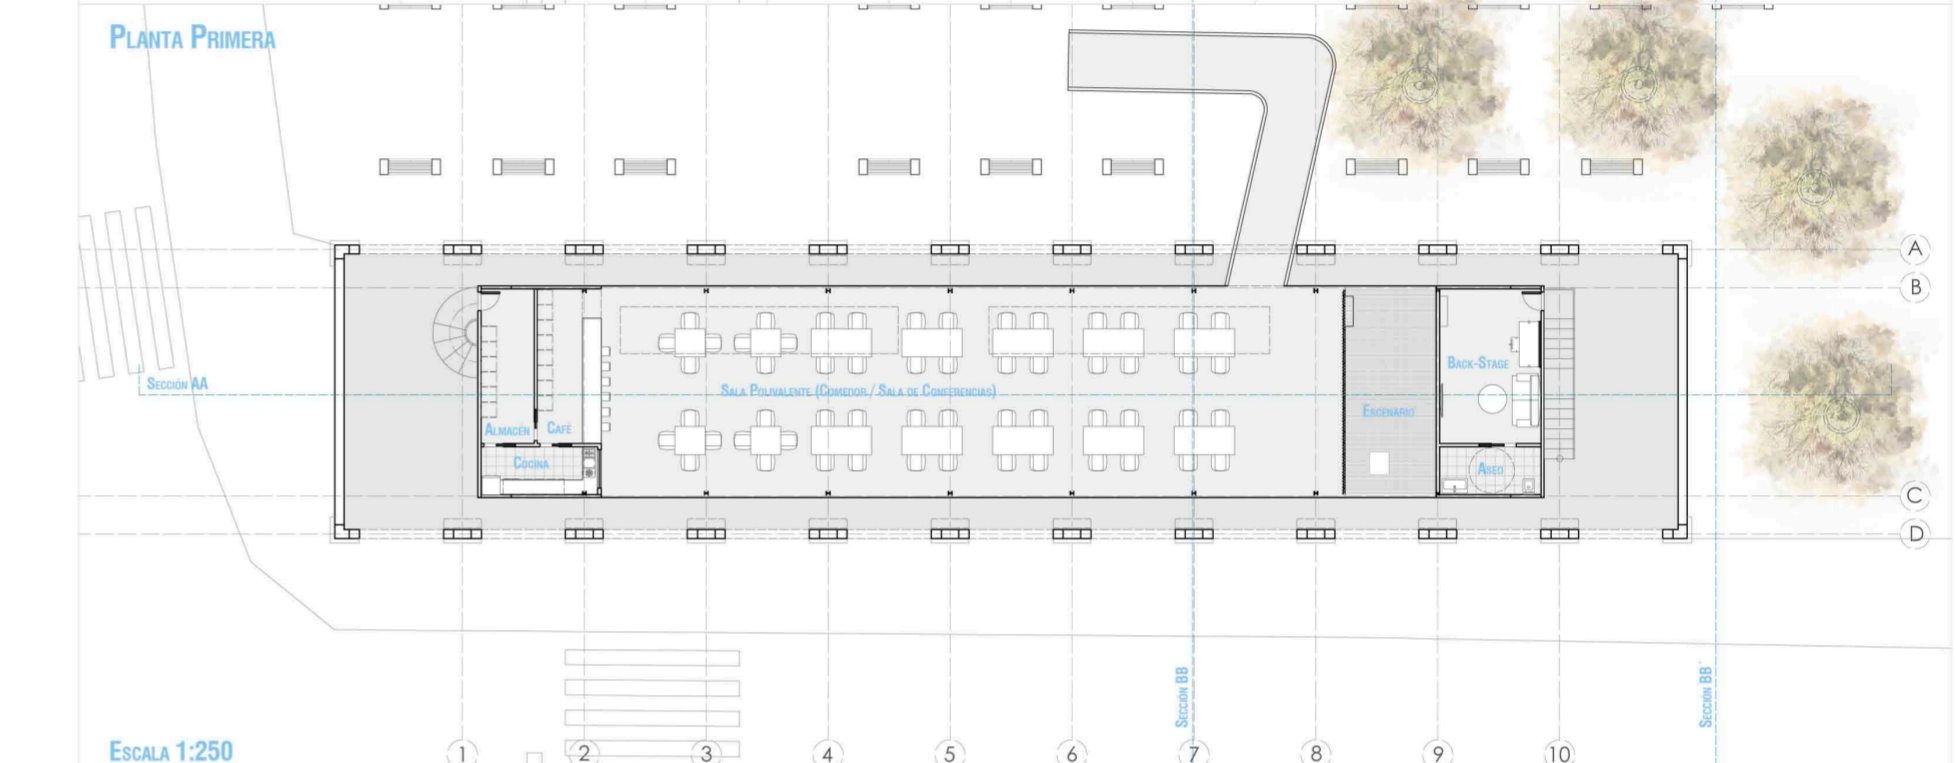 Planta Primera
A
B
Sección AA
Back-Stage
Sala Polivalente (Comedor / Sala de Conferencias)
Escenario
Almacén
Café
Cocina
Aseo
C
D
Sección BB
Sección BB'
Escala 1:250
1
2
3
4
5
6
7
8
9
10